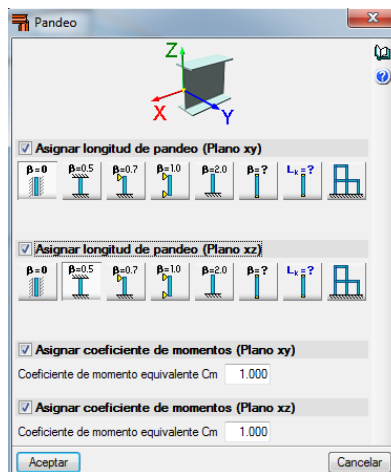 Pandeo
Z
X
Y
Asignar longitud de pandeo (Plano xy)
β=0 β=0.5 β=0.7 β=1.0 β=2.0 β=? Lk=?
Asignar longitud de pandeo (Plano xz)
β=0 β=0.5 β=0.7 β=1.0 β=2.0 β=? Lk=?
Asignar coeficiente de momentos (Plano xy)
Coeficiente de momento equivalente Cm 1.000
Asignar coeficiente de momentos (Plano xz)
Coeficiente de momento equivalente Cm 1.000
Aceptar Cancelar